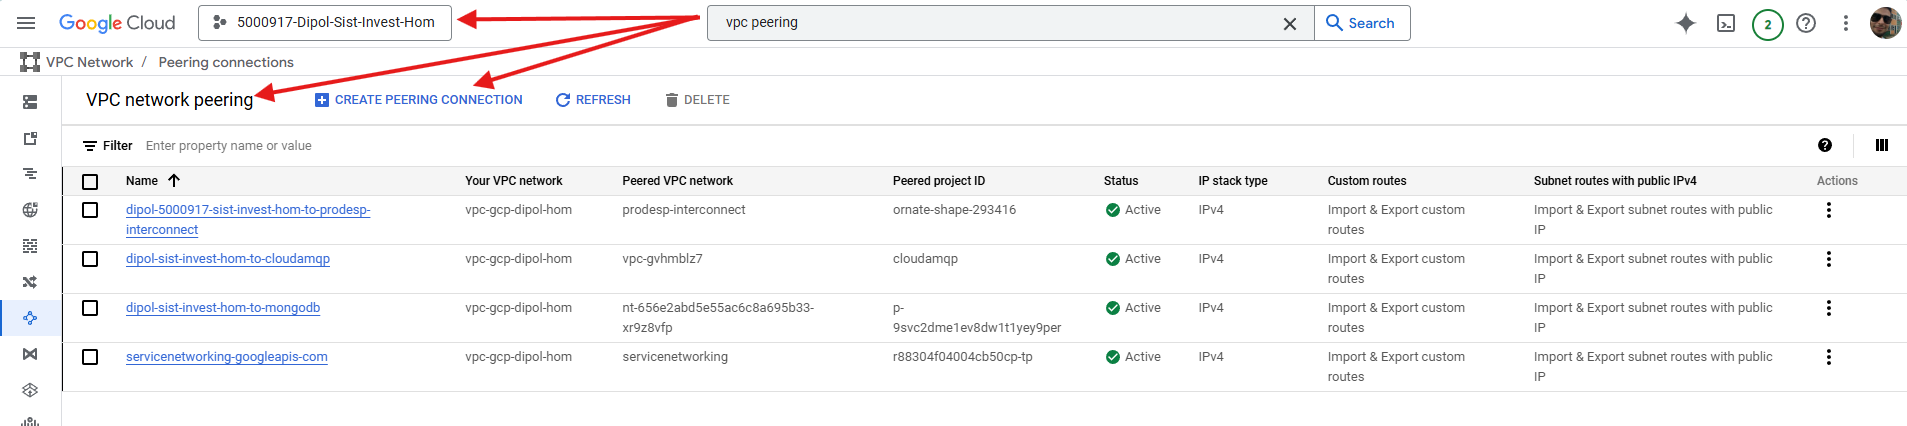 Google Cloud 5000917-Dipol-Sist-Invest-Hom vpc peering Search 2
VPC Network / Peering connections
VPC network peering CREATE PEERING CONNECTION REFRESH DELETE
Filter Enter property name or value
Name Your VPC network Peered VPC network Peered project ID Status IP stack type Custom routes Subnet routes with public IPv4 Actions
dipol-5000917-sist-invest-hom-to-prodesp- vpc-gcp-dipol-hom prodesp-interconnect ornate-shape-293416 Active IPv4 Import & Export custom Import & Export subnet routes with public
interconnect routes IP
dipol-sist-invest-hom-to-cloudamqp vpc-gcp-dipol-hom vpc-gvhmblz7 cloudamqp Active IPv4 Import & Export custom Import & Export subnet routes with public
routes IP
dipol-sist-invest-hom-to-mongodb vpc-gcp-dipol-hom nt-656e2abd5e55ac6c8a695b33- p- Active IPv4 Import & Export custom Import & Export subnet routes with public
xr9z8vfp 9svc2dme1ev8dw1t1yey9per routes IP
servicenetworking-googleapis-com vpc-gcp-dipol-hom servicenetworking r88304f04004cb50cp-tp Active IPv4 Import & Export custom Import & Export subnet routes with public
routes IP